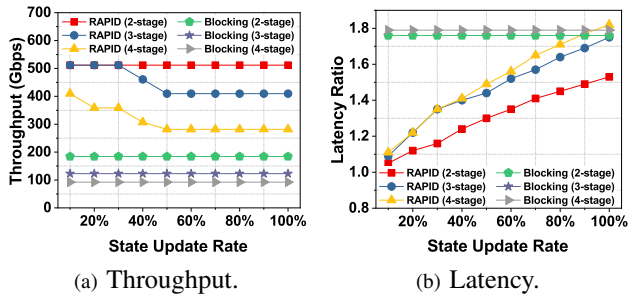 700
600
500
400
300
200
100
0
Throughput (Gbps)
RAPID (2-stage) Blocking (2-stage)
RAPID (3-stage) Blocking (3-stage)
RAPID (4-stage) Blocking (4-stage)
20% 40% 60% 80% 100%
State Update Rate
(a) Throughput.
1.8
1.6
1.4
1.2
1.0
0.8
Latency Ratio
RAPID (2-stage) Blocking (2-stage)
RAPID (3-stage) Blocking (3-stage)
RAPID (4-stage) Blocking (4-stage)
20% 40% 60% 80% 100%
State Update Rate
(b) Latency.